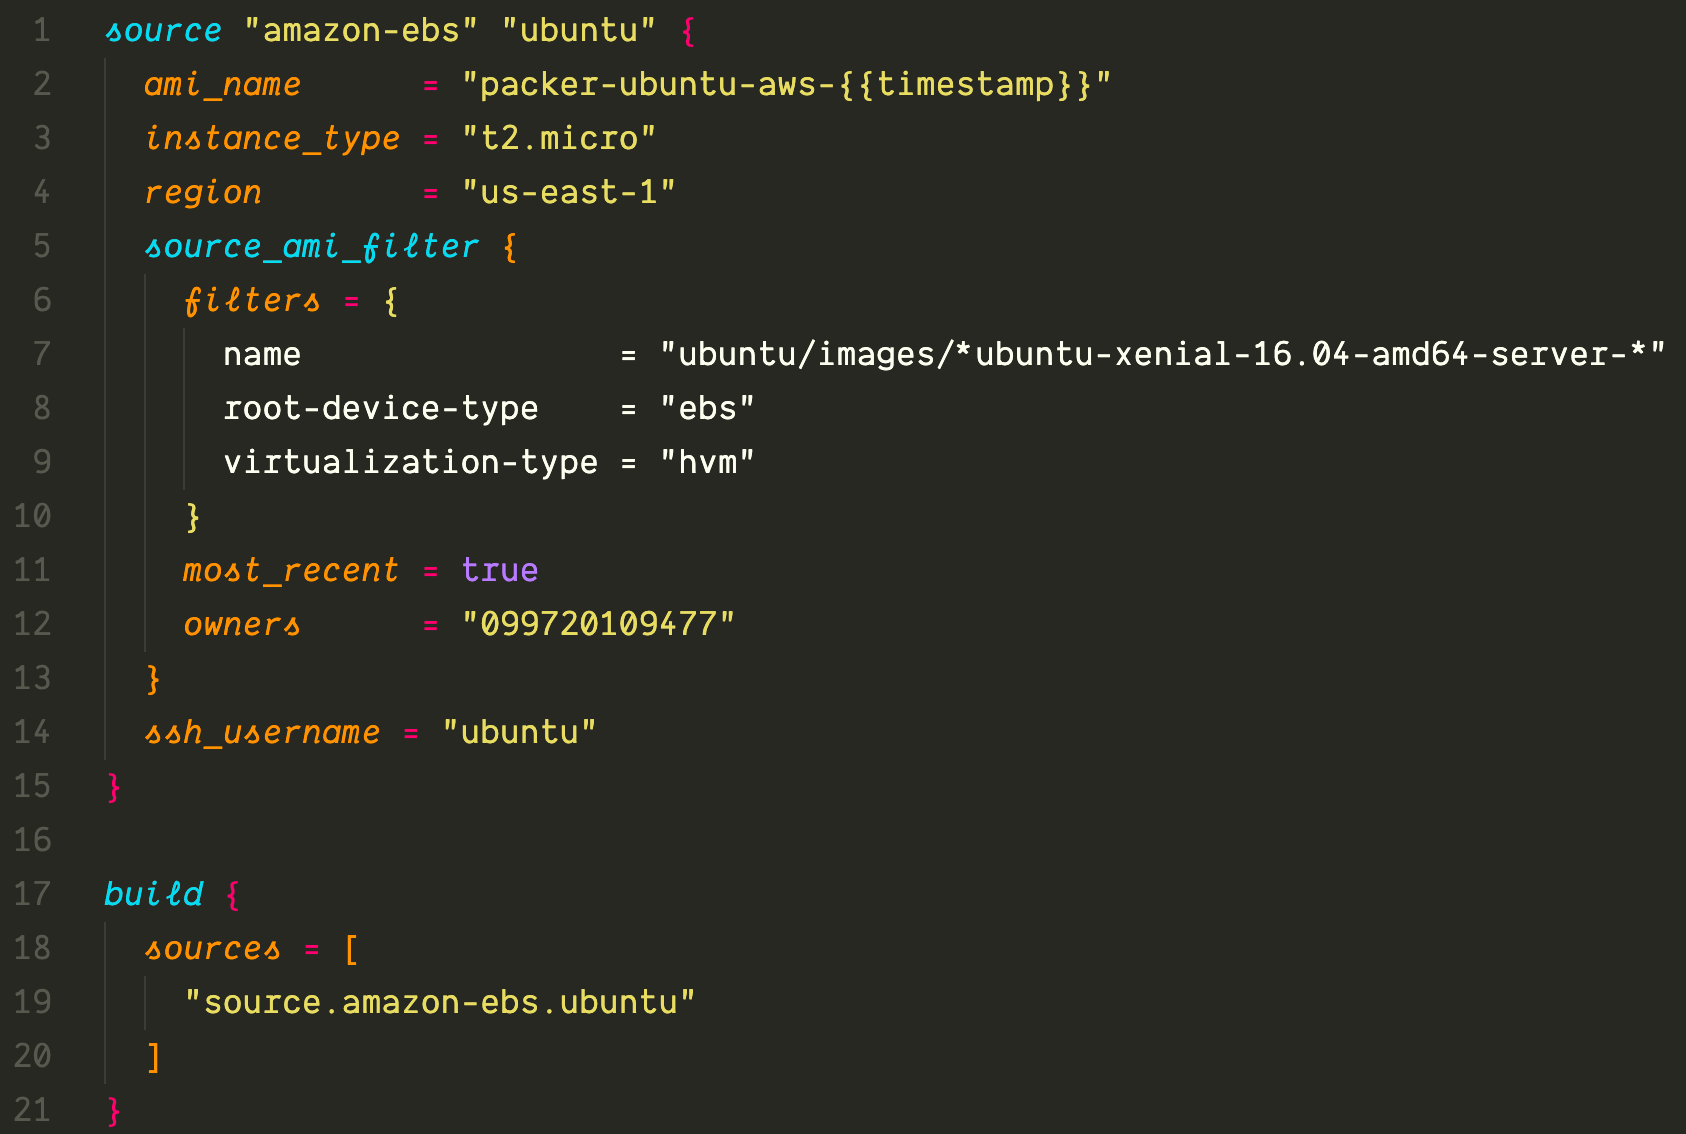 1 source "amazon-ebs" "ubuntu" {
2   ami_name      = "packer-ubuntu-aws-{{timestamp}}"
3   instance_type = "t2.micro"
4   region        = "us-east-1"
5   source_ami_filter {
6     filters = {
7       name                = "ubuntu/images/*ubuntu-xenial-16.04-amd64-server-*"
8       root-device-type    = "ebs"
9       virtualization-type = "hvm"
10     }
11     most_recent = true
12     owners      = "099720109477"
13   }
14   ssh_username = "ubuntu"
15 }
16
17 build {
18   sources = [
19     "source.amazon-ebs.ubuntu"
20   ]
21 }